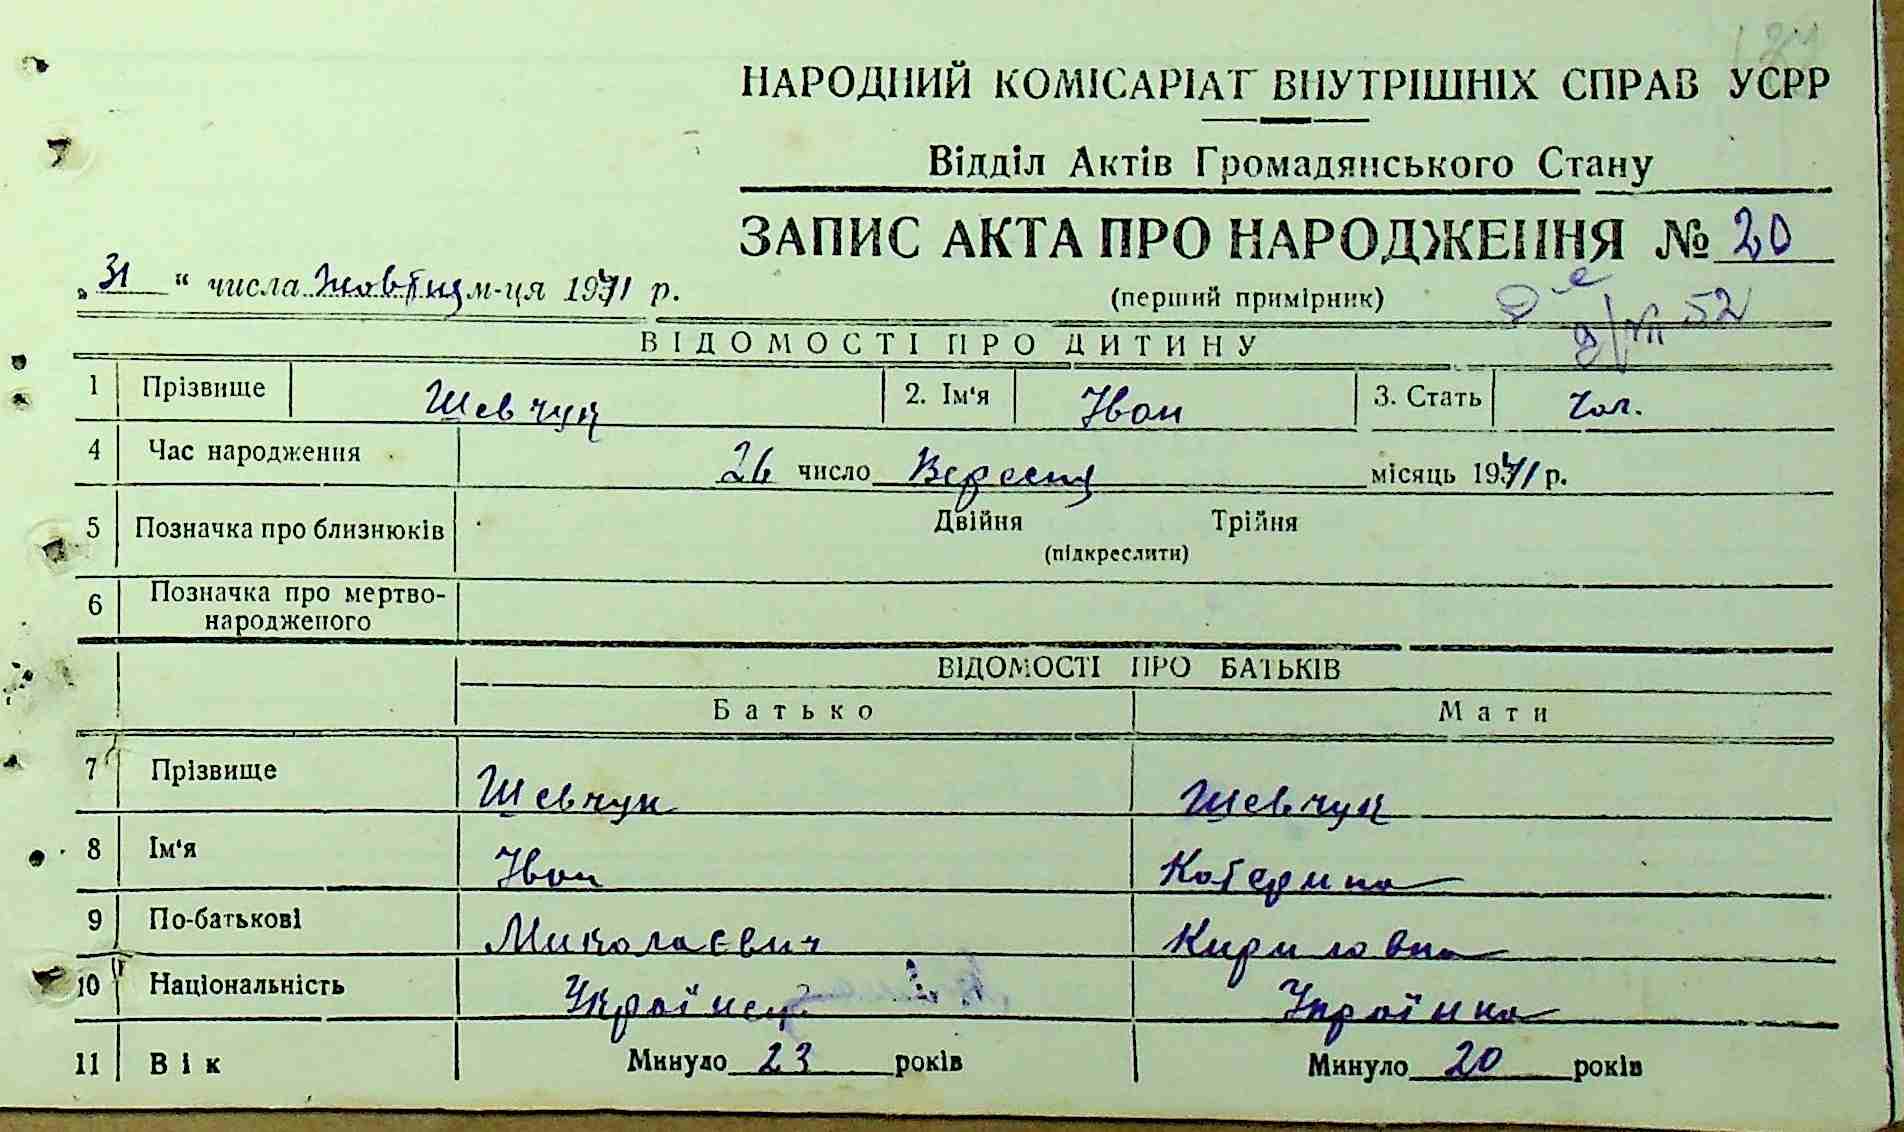 184
НАРОДНИЙ КОМІСАРІАТ ВНУТРІШНІХ СПРАВ УСРР
Відділ Актів Громадянського Стану
ЗАПИС АКТА ПРО НАРОДЖЕННЯ № 20
„31“ числа Жовтня м-ця 1941 р.
(перший примірник)
52
ВІДОМОСТІ ПРО ДИТИНУ
1 Прізвище Шевчук 2. Ім‘я Іван 3. Стать Чол.
4 Час народження 26 число Вересня місяць 1941 р.
5 Позначка про близнюків Двійня Трійня
(підкреслити)
6 Позначка про мертво-
народженого
ВІДОМОСТІ ПРО БАТЬКІВ
Батько Мати
7 Прізвище Шевчук Шевчук
8 Ім‘я Іван Катерина
9 По-батькові Миколаєвич Кириловна
10 Національність Українець Українка
11 Вік Минуло 23 років Минуло 20 років